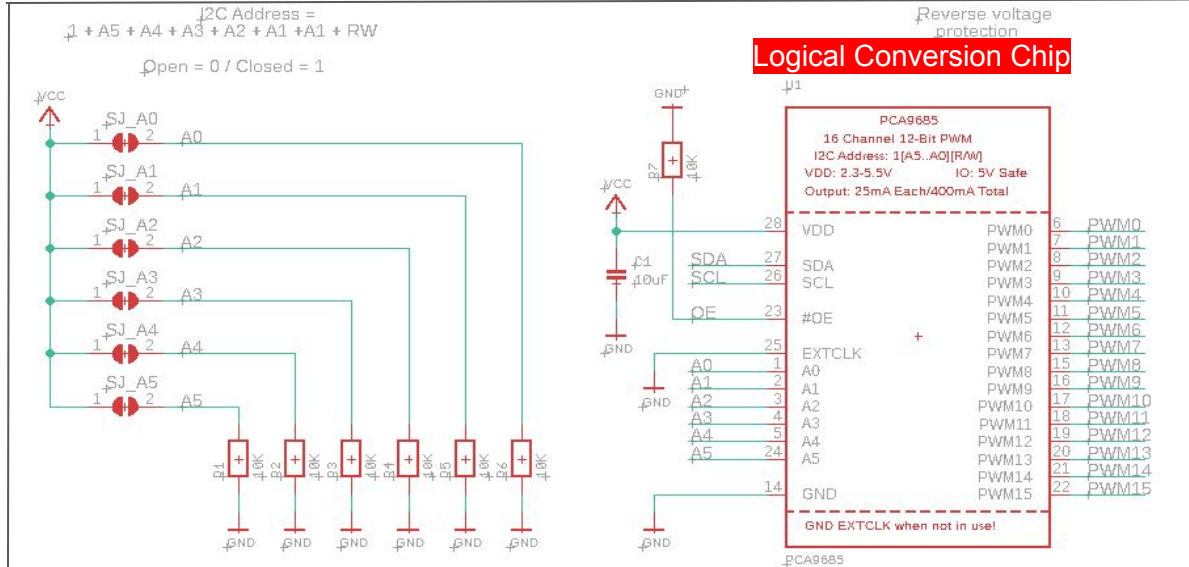 I2C Address =
1 + A5 + A4 + A3 + A2 + A1 +A1 + RW
Open = 0 / Closed = 1
VCC
SJ_A0
1 2 A0
SJ_A1
1 2 A1
SJ_A2
1 2 A2
SJ_A3
1 2 A3
SJ_A4
1 2 A4
SJ_A5
1 2 A5
R1 10K R2 10K R3 10K R4 10K R5 10K R6 10K
GND GND GND GND GND GND
Reverse voltage
protection
Logical Conversion Chip
U1
GND
R7 10K
VCC
C1
10uF
GND
PCA9685
16 Channel 12-Bit PWM
I2C Address: 1[A5..A0][R/W]
VDD: 2.3-5.5V IO: 5V Safe
Output: 25mA Each/400mA Total
28 VDD
SDA 27 SDA
SCL 26 SCL
OE 23 #OE
25 EXTCLK
GND
A0 1 A0
A1 2 A1
A2 3 A2
A3 4 A3
A4 5 A4
A5 24 A5
14 GND
GND
PWM0 6 PWM0
PWM1 7 PWM1
PWM2 8 PWM2
PWM3 9 PWM3
PWM4 10 PWM4
PWM5 11 PWM5
PWM6 12 PWM6
PWM7 13 PWM7
PWM8 15 PWM8
PWM9 16 PWM9
PWM10 17 PWM10
PWM11 18 PWM11
PWM12 19 PWM12
PWM13 20 PWM13
PWM14 21 PWM14
PWM15 22 PWM15
GND EXTCLK when not in use!
PCA9685